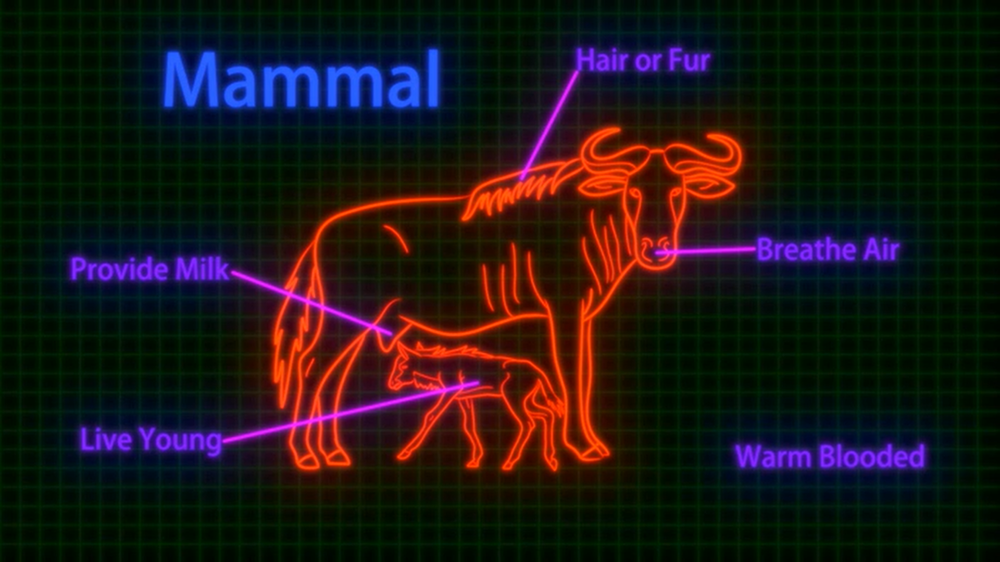 Mammal
Hair or Fur
Breathe Air
Provide Milk
Live Young
Warm Blooded